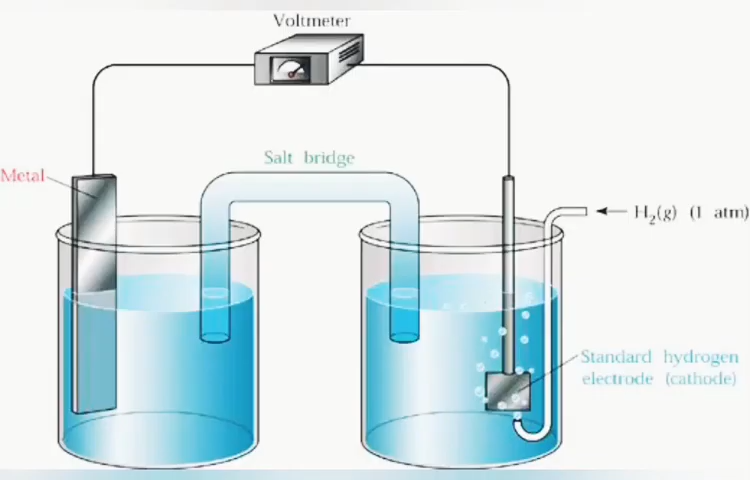 Voltmeter
Salt bridge
Metal
H₂(g) (1 atm)
Standard hydrogen
electrode (cathode)